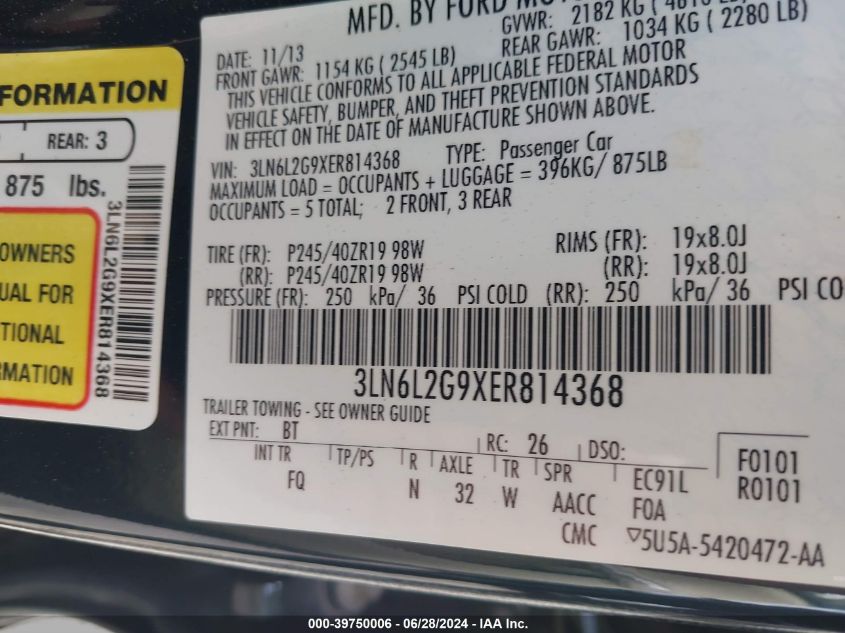 MFD. BY FORD
GVWR: 2182 KG
DATE: 11/13
FRONT GAWR: 1154 KG ( 2545 LB) REAR GAWR: 1034 KG ( 2280 LB)
THIS VEHICLE CONFORMS TO ALL APPLICABLE FEDERAL MOTOR
VEHICLE SAFETY, BUMPER, AND THEFT PREVENTION STANDARDS
IN EFFECT ON THE DATE OF MANUFACTURE SHOWN ABOVE.
VIN: 3LN6L2G9XER814368 TYPE: Passenger Car
MAXIMUM LOAD = OCCUPANTS + LUGGAGE = 396KG/ 875LB
OCCUPANTS = 5 TOTAL; 2 FRONT, 3 REAR
TIRE (FR): P245/40ZR19 98W RIMS (FR): 19x8.0J
(RR): P245/40ZR19 98W (RR): 19x8.0J
PRESSURE (FR): 250 kPa/ 36 PSI COLD (RR): 250 kPa/ 36 PSI CO
3LN6L2G9XER814368
TRAILER TOWING - SEE OWNER GUIDE
EXT PNT: BT RC: 26 DSO:
INT TR TP/PS R AXLE TR SPR EC91L F0101
FQ N 32 W AACC FOA R0101
CMC 5U5A-5420472-AA
FORMATION
REAR: 3
875 lbs.
3LN6L2G9XER814368
OWNERS
UAL FOR
TIONAL
RMATION
000-39750006 - 06/28/2024 - IAA Inc.